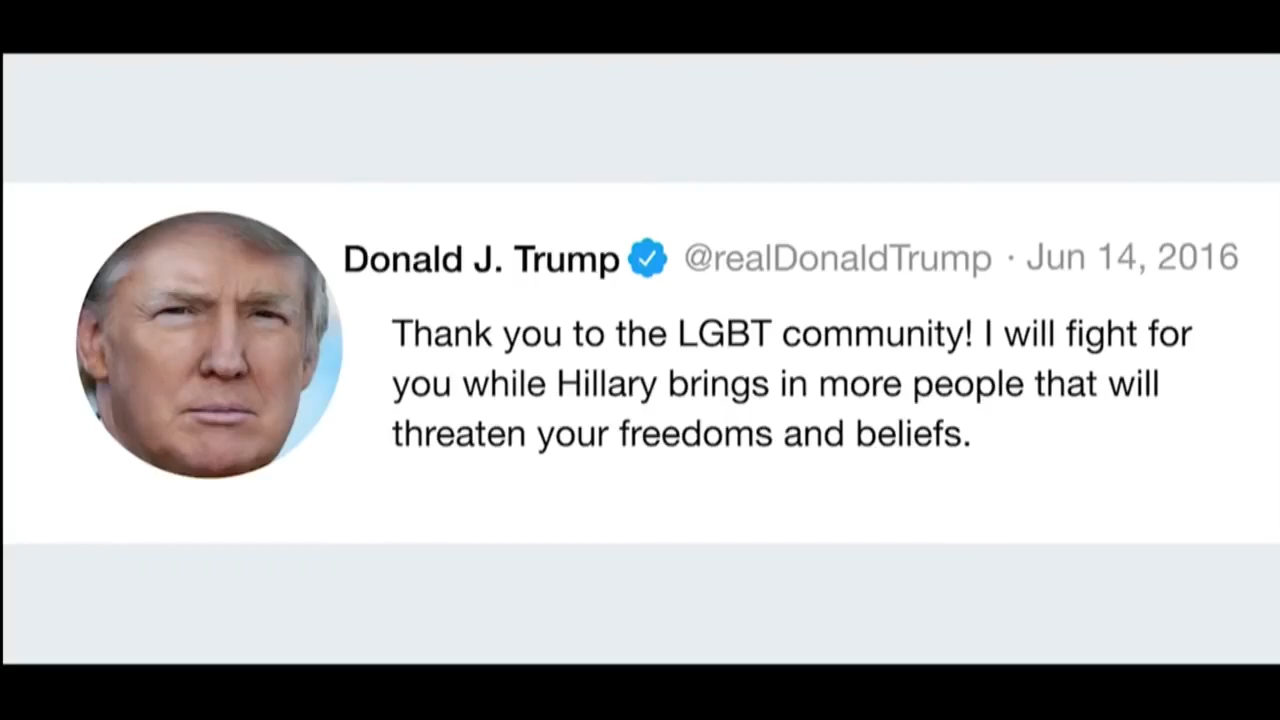 Donald J. Trump @realDonaldTrump · Jun 14, 2016
Thank you to the LGBT community! I will fight for
you while Hillary brings in more people that will
threaten your freedoms and beliefs.